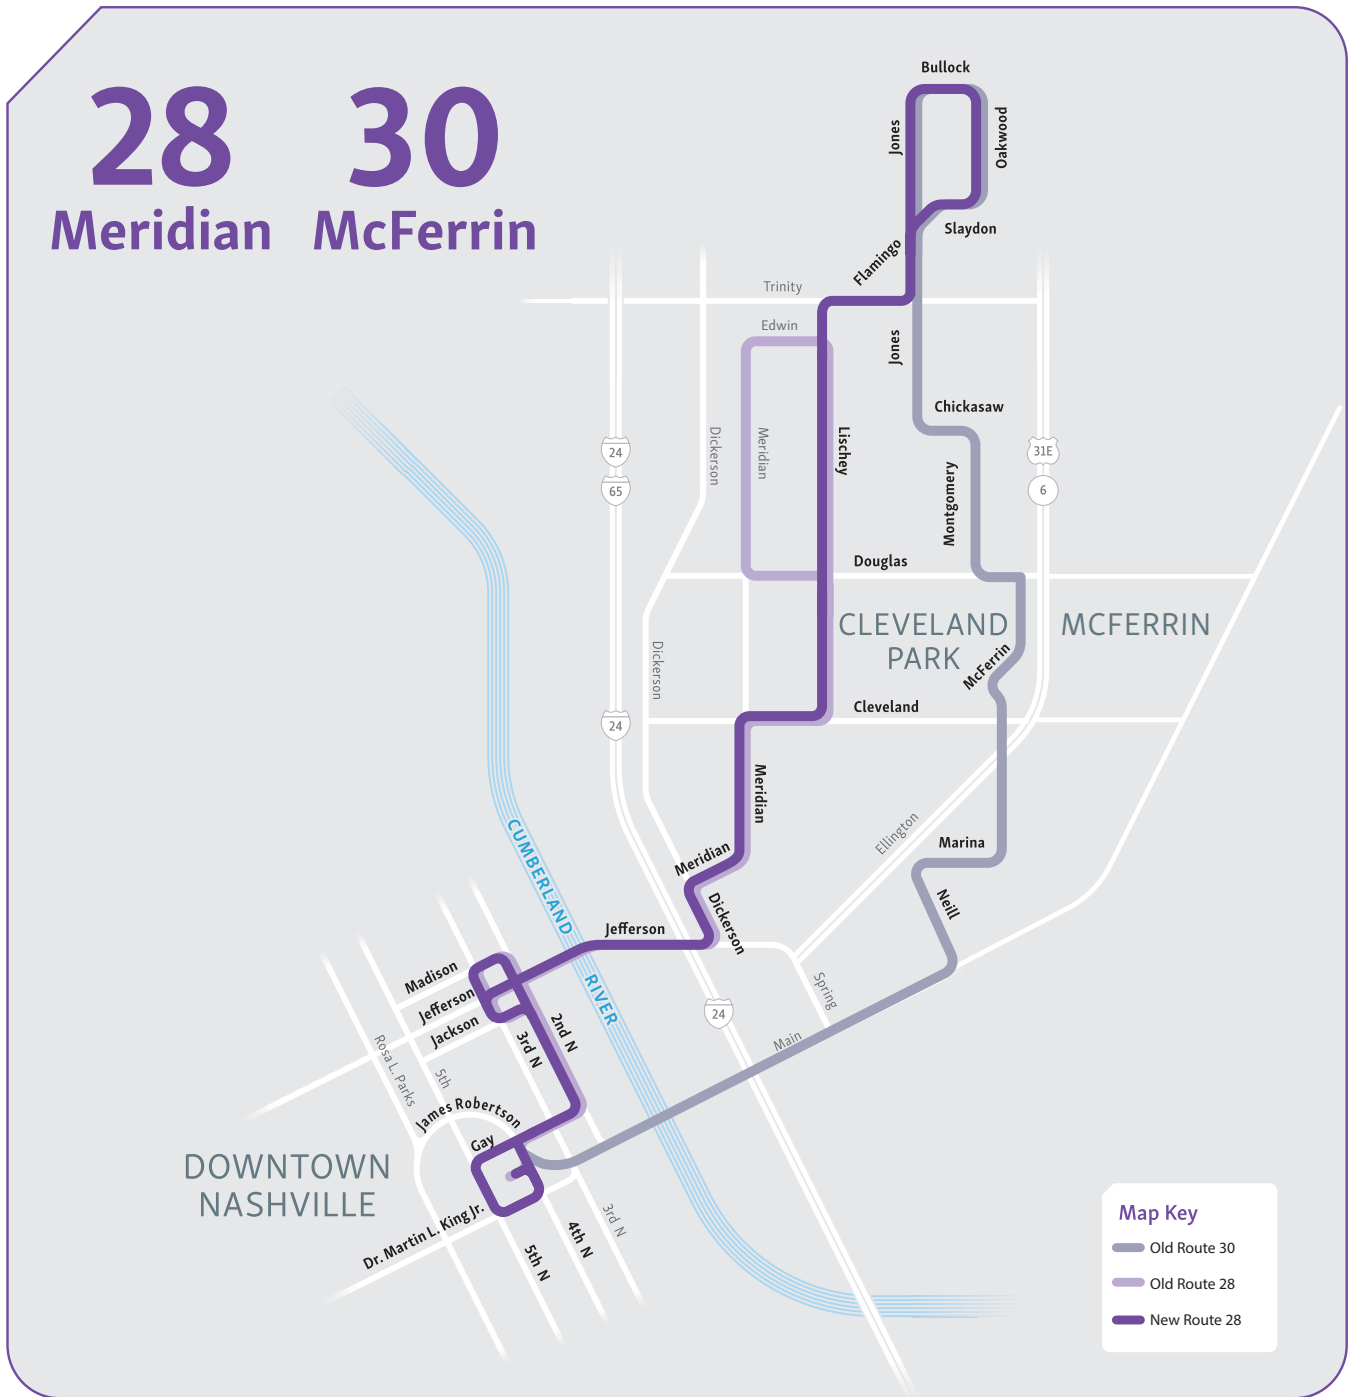 28 30
Meridian McFerrin
Bullock
Jones
Oakwood
Slaydon
Flamingo
Trinity
Edwin
Jones
Chickasaw
Dickerson
Meridian
Lischey
24
31E
65
6
Montgomery
Douglas
CLEVELAND
PARK
MCFERRIN
Dickerson
McFerrin
Cleveland
24
Meridian
CUMBERLAND
Ellington
Marina
Meridian
Neill
Dickerson
Jefferson
Madison
RIVER
Spring
Jefferson
24
Jackson
2nd N
3rd N
Main
Rosa L. Parks
5th
James Robertson
Gay
DOWNTOWN
NASHVILLE
Dr. Martin L. King Jr.
3rd N
4th N
5th N
Map Key
Old Route 30
Old Route 28
New Route 28